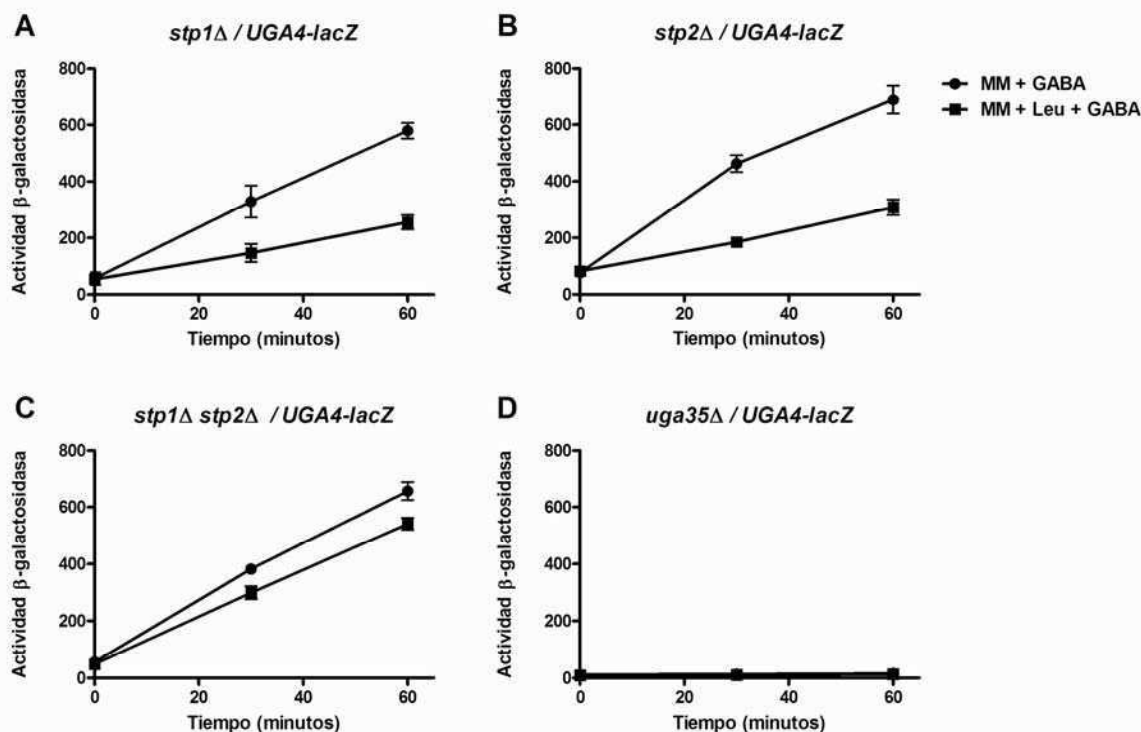 A
stp1Δ / UGA4-lacZ
800
600
400
200
0
Actividad β-galactosidasa
0 20 40 60
Tiempo (minutos)
B
stp2Δ / UGA4-lacZ
800
600
400
200
0
Actividad β-galactosidasa
0 20 40 60
Tiempo (minutos)
MM + GABA
MM + Leu + GABA
C
stp1Δ stp2Δ / UGA4-lacZ
800
600
400
200
0
Actividad β-galactosidasa
0 20 40 60
Tiempo (minutos)
D
uga35Δ / UGA4-lacZ
800
600
400
200
0
Actividad β-galactosidasa
0 20 40 60
Tiempo (minutos)